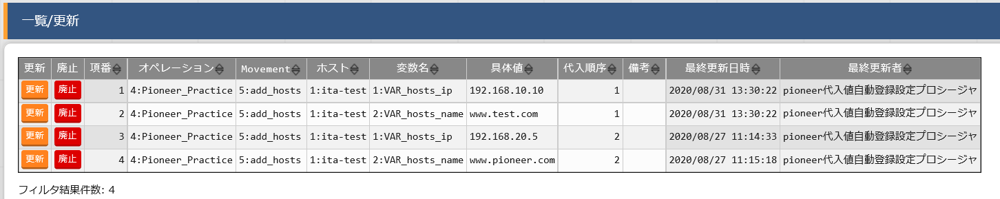 一覧/更新
更新 廃止 項番 オペレーション Movement ホスト 変数名 具体値 代入順序 備考 最終更新日時 最終更新者
更新 廃止 1 4:Pioneer_Practice 5:add_hosts 1:ita-test 1:VAR_hosts_ip 192.168.10.10 1 2020/08/31 13:30:22 pioneer代入値自動登録設定プロシージャ
更新 廃止 2 4:Pioneer_Practice 5:add_hosts 1:ita-test 2:VAR_hosts_name www.test.com 1 2020/08/31 13:30:22 pioneer代入値自動登録設定プロシージャ
更新 廃止 3 4:Pioneer_Practice 5:add_hosts 1:ita-test 1:VAR_hosts_ip 192.168.20.5 2 2020/08/27 11:14:33 pioneer代入値自動登録設定プロシージャ
更新 廃止 4 4:Pioneer_Practice 5:add_hosts 1:ita-test 2:VAR_hosts_name www.pioneer.com 2 2020/08/27 11:15:18 pioneer代入値自動登録設定プロシージャ
フィルタ結果件数: 4